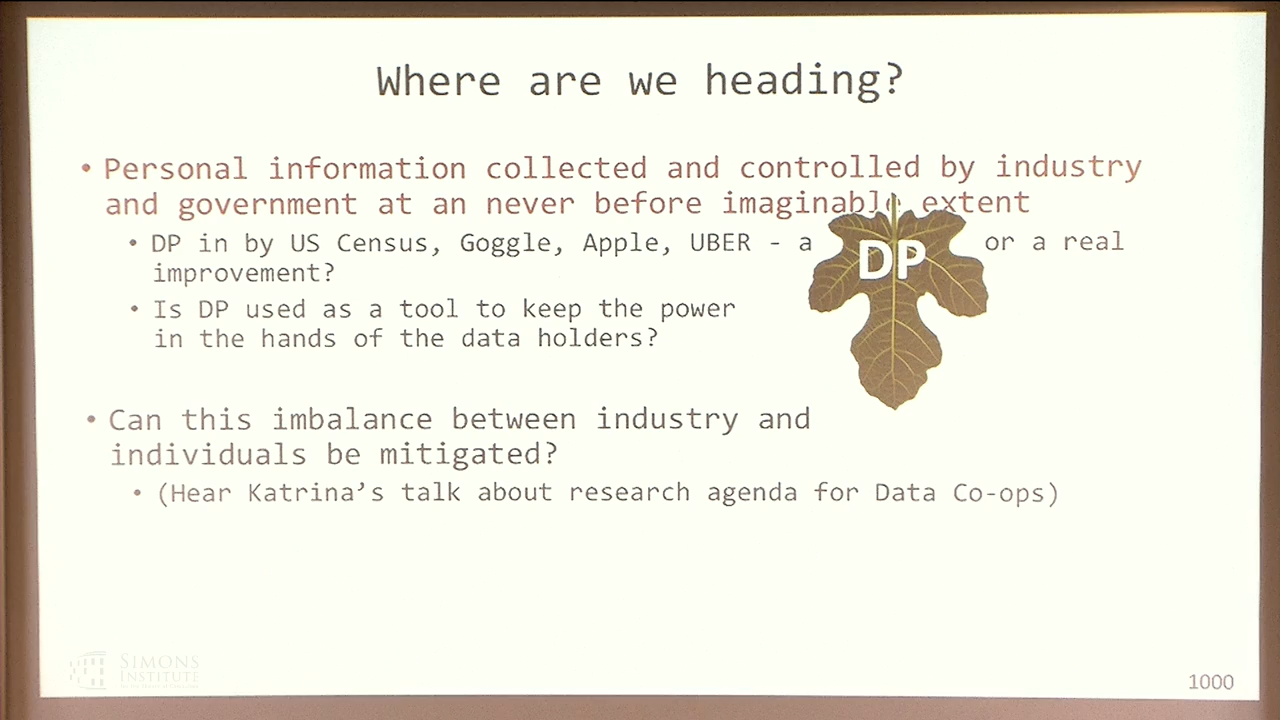 Where are we heading?
• Personal information collected and controlled by industry
and government at an never before imaginable extent
• DP in by US Census, Goggle, Apple, UBER - a DP or a real
improvement?
• Is DP used as a tool to keep the power
in the hands of the data holders?
• Can this imbalance between industry and
individuals be mitigated?
• (Hear Katrina's talk about research agenda for Data Co-ops)
SIMONS
INSTITUTE
1000